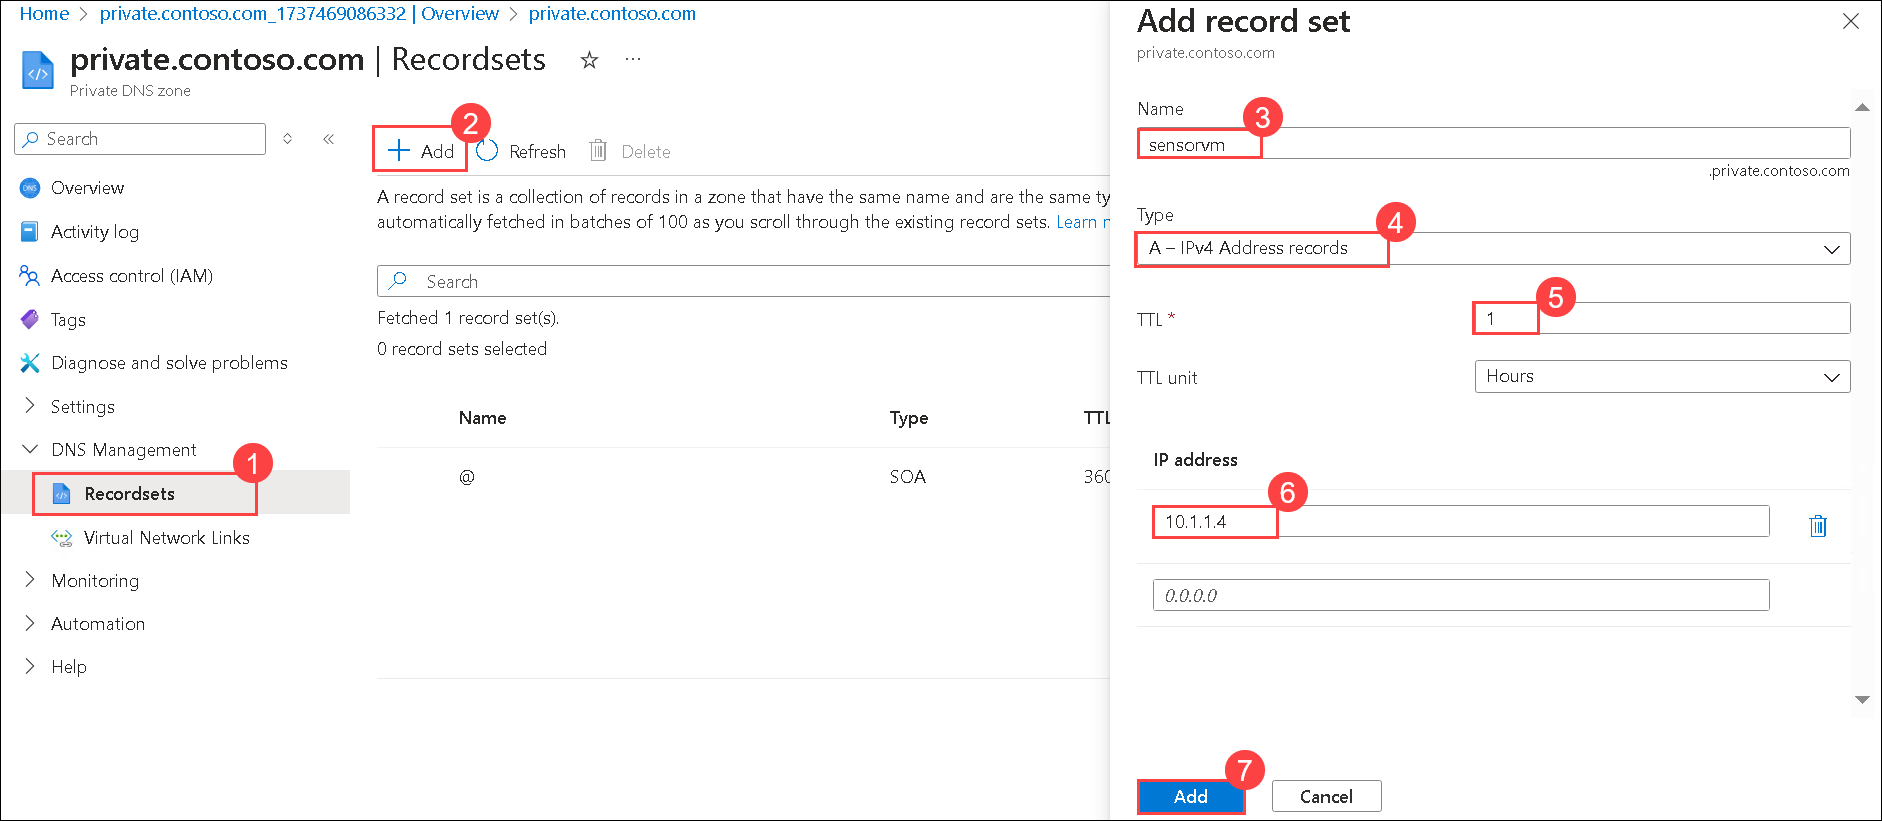 Home > private.contoso.com_1737469086332 | Overview > private.contoso.com
private.contoso.com | Recordsets ☆ ...
Private DNS zone
Search
«
DNS Overview
Activity log
Access control (IAM)
Tags
Diagnose and solve problems
Settings
DNS Management
1
Recordsets
Virtual Network Links
Monitoring
Automation
Help
2
+ Add
Refresh
Delete
A record set is a collection of records in a zone that have the same name and are the same ty
automatically fetched in batches of 100 as you scroll through the existing record sets. Learn
Search
Fetched 1 record set(s).
0 record sets selected
Name Type TTL
@ SOA 360
Add record set
private.contoso.com
Name
3
sensorvm
.private.contoso.com
Type
4
A – IPv4 Address records
5
TTL * 1
TTL unit Hours
IP address
6
10.1.1.4
0.0.0.0
7
Add Cancel